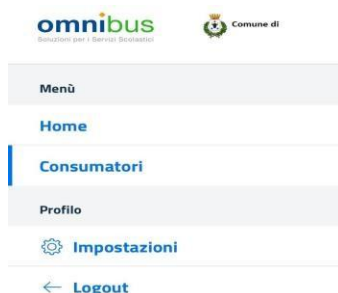 omnibus
Soluzioni per i Servizi Scolastici
Comune di
Menù
Home
Consumatori
Profilo
Impostazioni
Logout